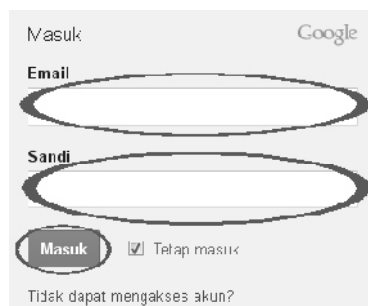 Masuk Google
Email
Sandi
Masuk Tetap masuk
Tidak dapat mengakses akun?